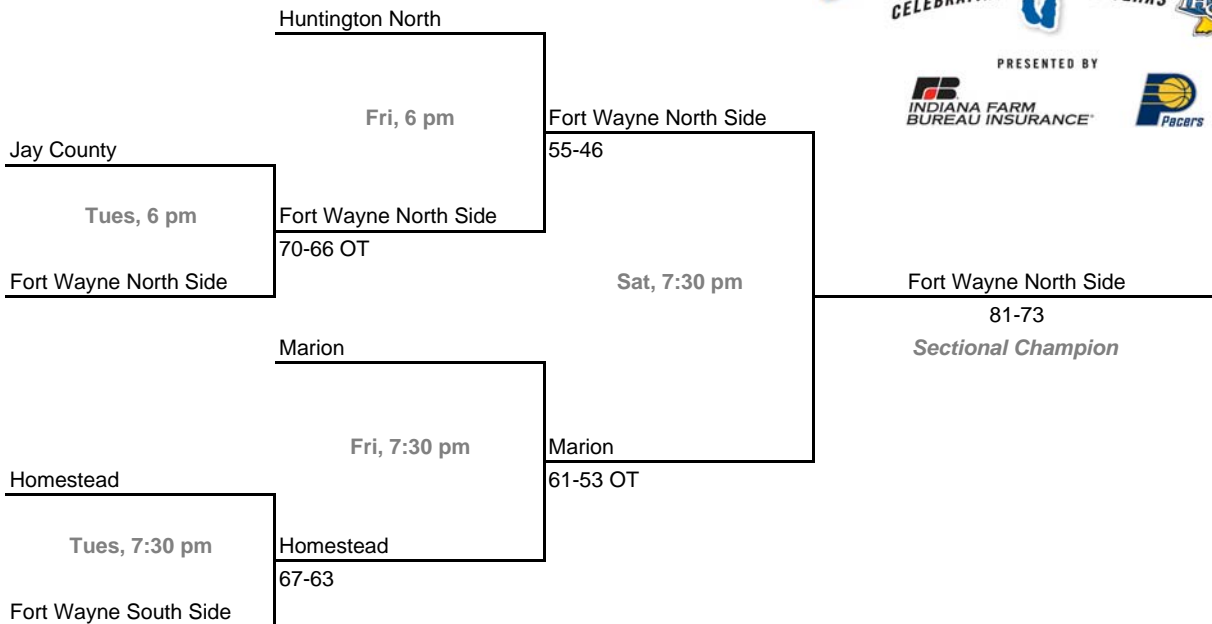 CELEBRATING
Huntington North
PRESENTED BY
INDIANA FARM
BUREAU INSURANCE
Pacers
Fri, 6 pm
Fort Wayne North Side
Jay County
55-46
Tues, 6 pm
Fort Wayne North Side
70-66 OT
Fort Wayne North Side
Sat, 7:30 pm
Fort Wayne North Side
81-73
Marion
Sectional Champion
Fri, 7:30 pm
Marion
Homestead
61-53 OT
Tues, 7:30 pm
Homestead
67-63
Fort Wayne South Side